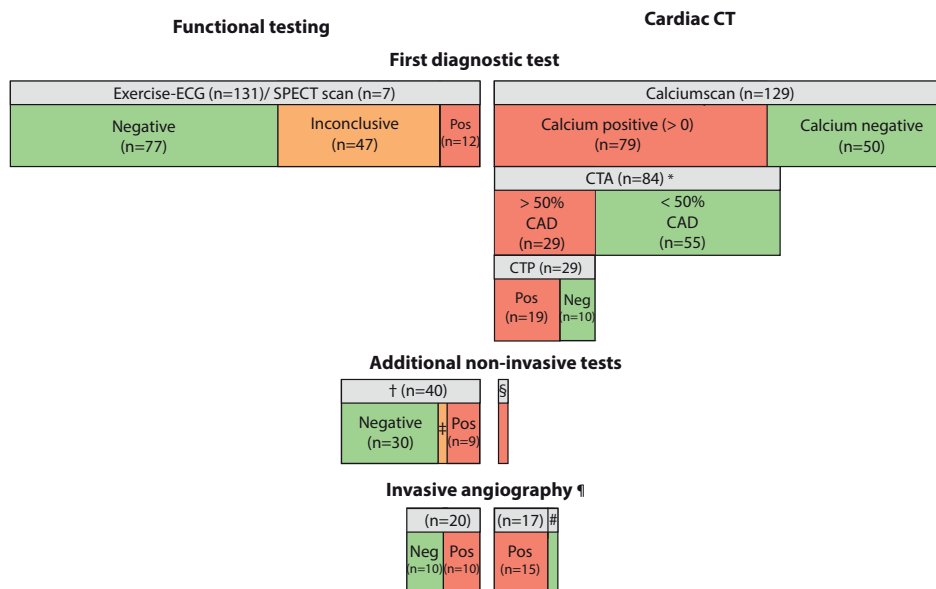 Functional testing
Cardiac CT
First diagnostic test
Exercise-ECG (n=131)/ SPECT scan (n=7)
Calciumscan (n=129)
Negative
(n=77)
Inconclusive
(n=47)
Pos
(n=12)
Calcium positive (> 0)
(n=79)
Calcium negative
(n=50)
CTA (n=84) *
> 50%
CAD
(n=29)
< 50%
CAD
(n=55)
CTP (n=29)
Pos
(n=19)
Neg
(n=10)
Additional non-invasive tests
† (n=40)
§
Negative
(n=30)
‡
Pos
(n=9)
Invasive angiography ¶
(n=20)
(n=17)
#
Neg
(n=10)
Pos
(n=10)
Pos
(n=15)